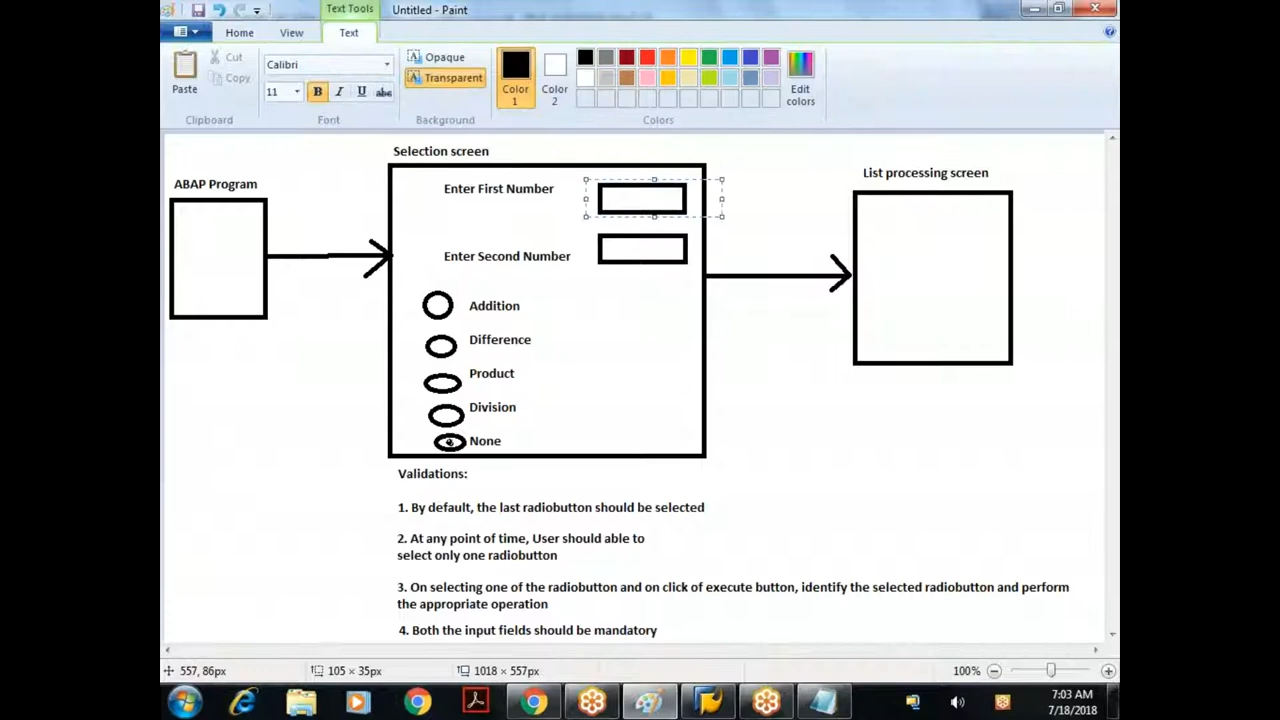 Text Tools
Untitled - Paint
Home
View
Text
Paste
Cut
Copy
Clipboard
Calibri
11
B I U abc
Font
Opaque
Transparent
Background
Color 1
Color 2
Edit colors
Colors
Selection screen
ABAP Program
List processing screen
Enter First Number
Enter Second Number
Addition
Difference
Product
Division
None
Validations:
1. By default, the last radiobutton should be selected
2. At any point of time, User should able to
select only one radiobutton
3. On selecting one of the radiobutton and on click of execute button, identify the selected radiobutton and perform
the appropriate operation
4. Both the input fields should be mandatory
557, 86px
105 × 35px
1018 × 557px
100%
7:03 AM
7/18/2018